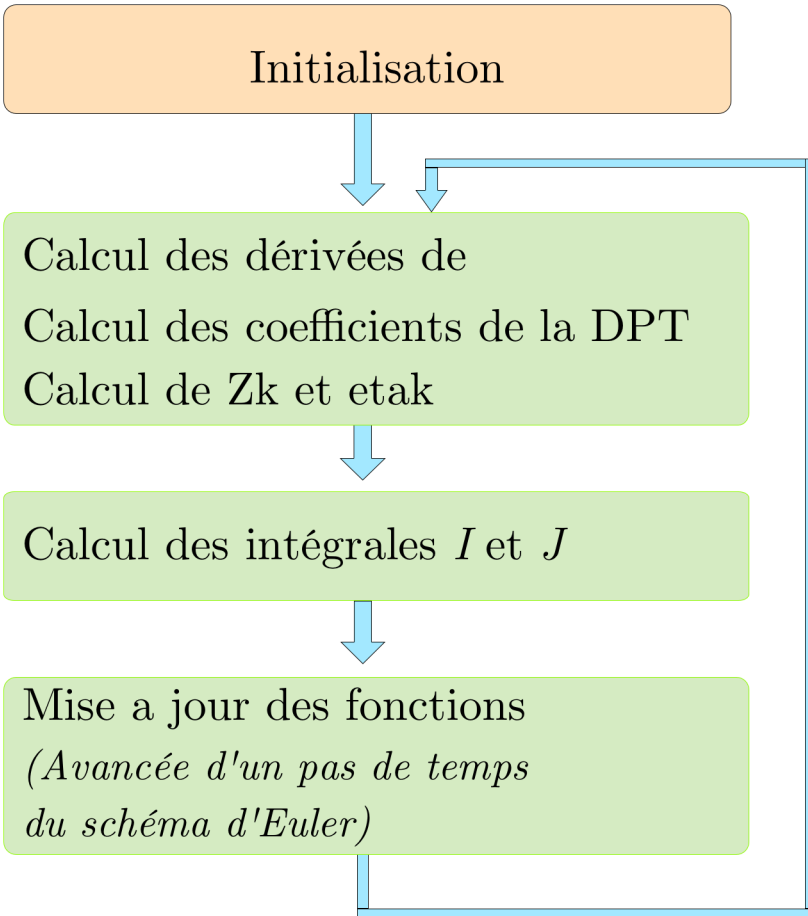 Initialisation
Calcul des dérivées de
Calcul des coefficients de la DPT
Calcul de Zk et etak
Calcul des intégrales I et J
Mise a jour des fonctions
(Avancée d'un pas de temps
du schéma d'Euler)